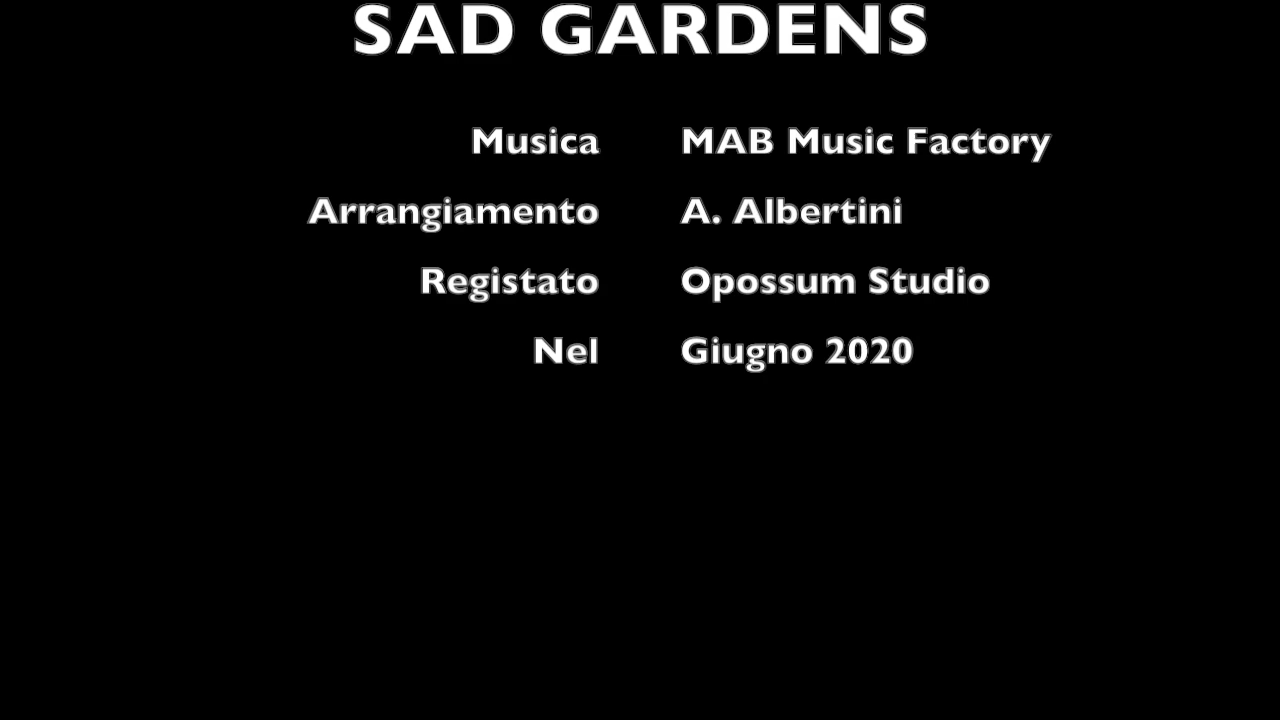 SAD GARDENS
Musica MAB Music Factory
Arrangiamento A. Albertini
Registato Opossum Studio
Nel Giugno 2020